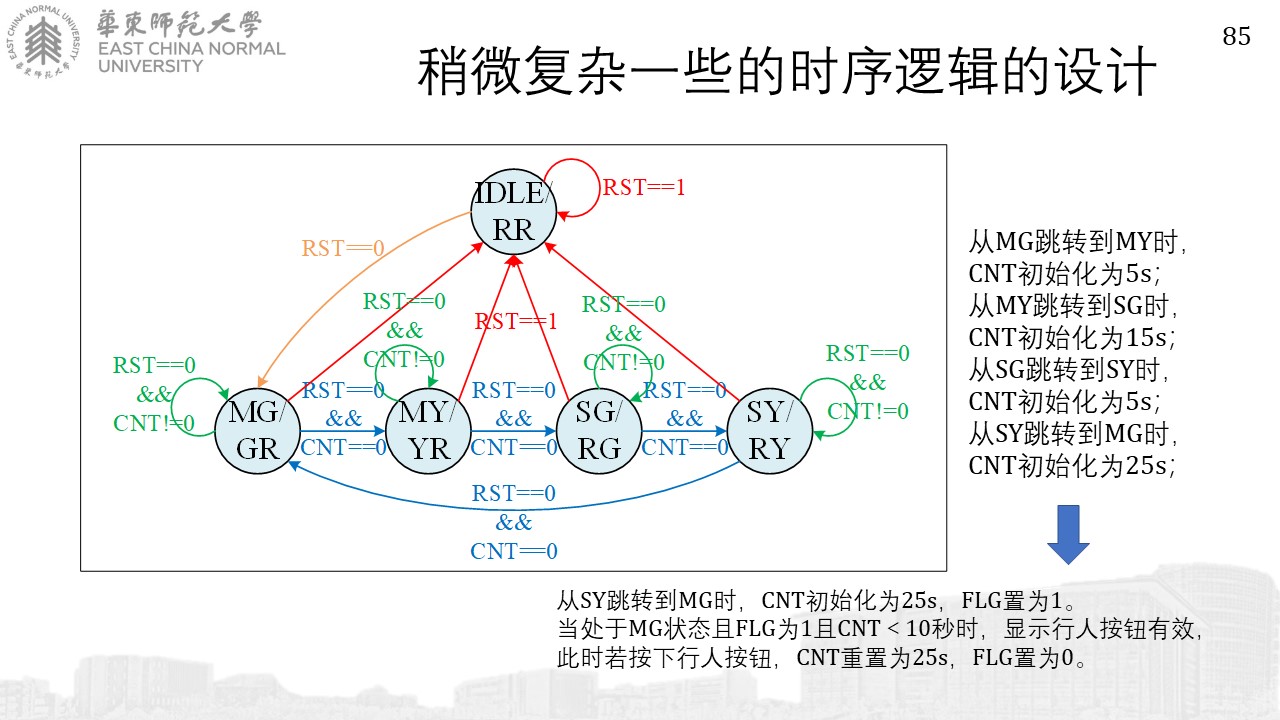 EAST CHINA NORMAL UNIVERSITY
華東師範大學
華東師範大學
EAST CHINA NORMAL
UNIVERSITY
85
稍微复杂一些的时序逻辑的设计
IDLE/
RR
RST==1
RST==0
RST==0
&&
CNT!=0
RST==1
RST==0
&&
CNT!=0
RST==0
&&
CNT!=0
RST==0
&&
CNT!=0
MG/
GR
RST==0
&&
CNT==0
MY/
YR
RST==0
&&
CNT==0
SG/
RG
RST==0
&&
CNT==0
SY/
RY
RST==0
&&
CNT==0
从MG跳转到MY时，
CNT初始化为5s；
从MY跳转到SG时，
CNT初始化为15s；
从SG跳转到SY时，
CNT初始化为5s；
从SY跳转到MG时，
CNT初始化为25s；
从SY跳转到MG时，CNT初始化为25s，FLG置为1。
当处于MG状态且FLG为1且CNT < 10秒时，显示行人按钮有效，
此时若按下行人按钮，CNT重置为25s，FLG置为0。